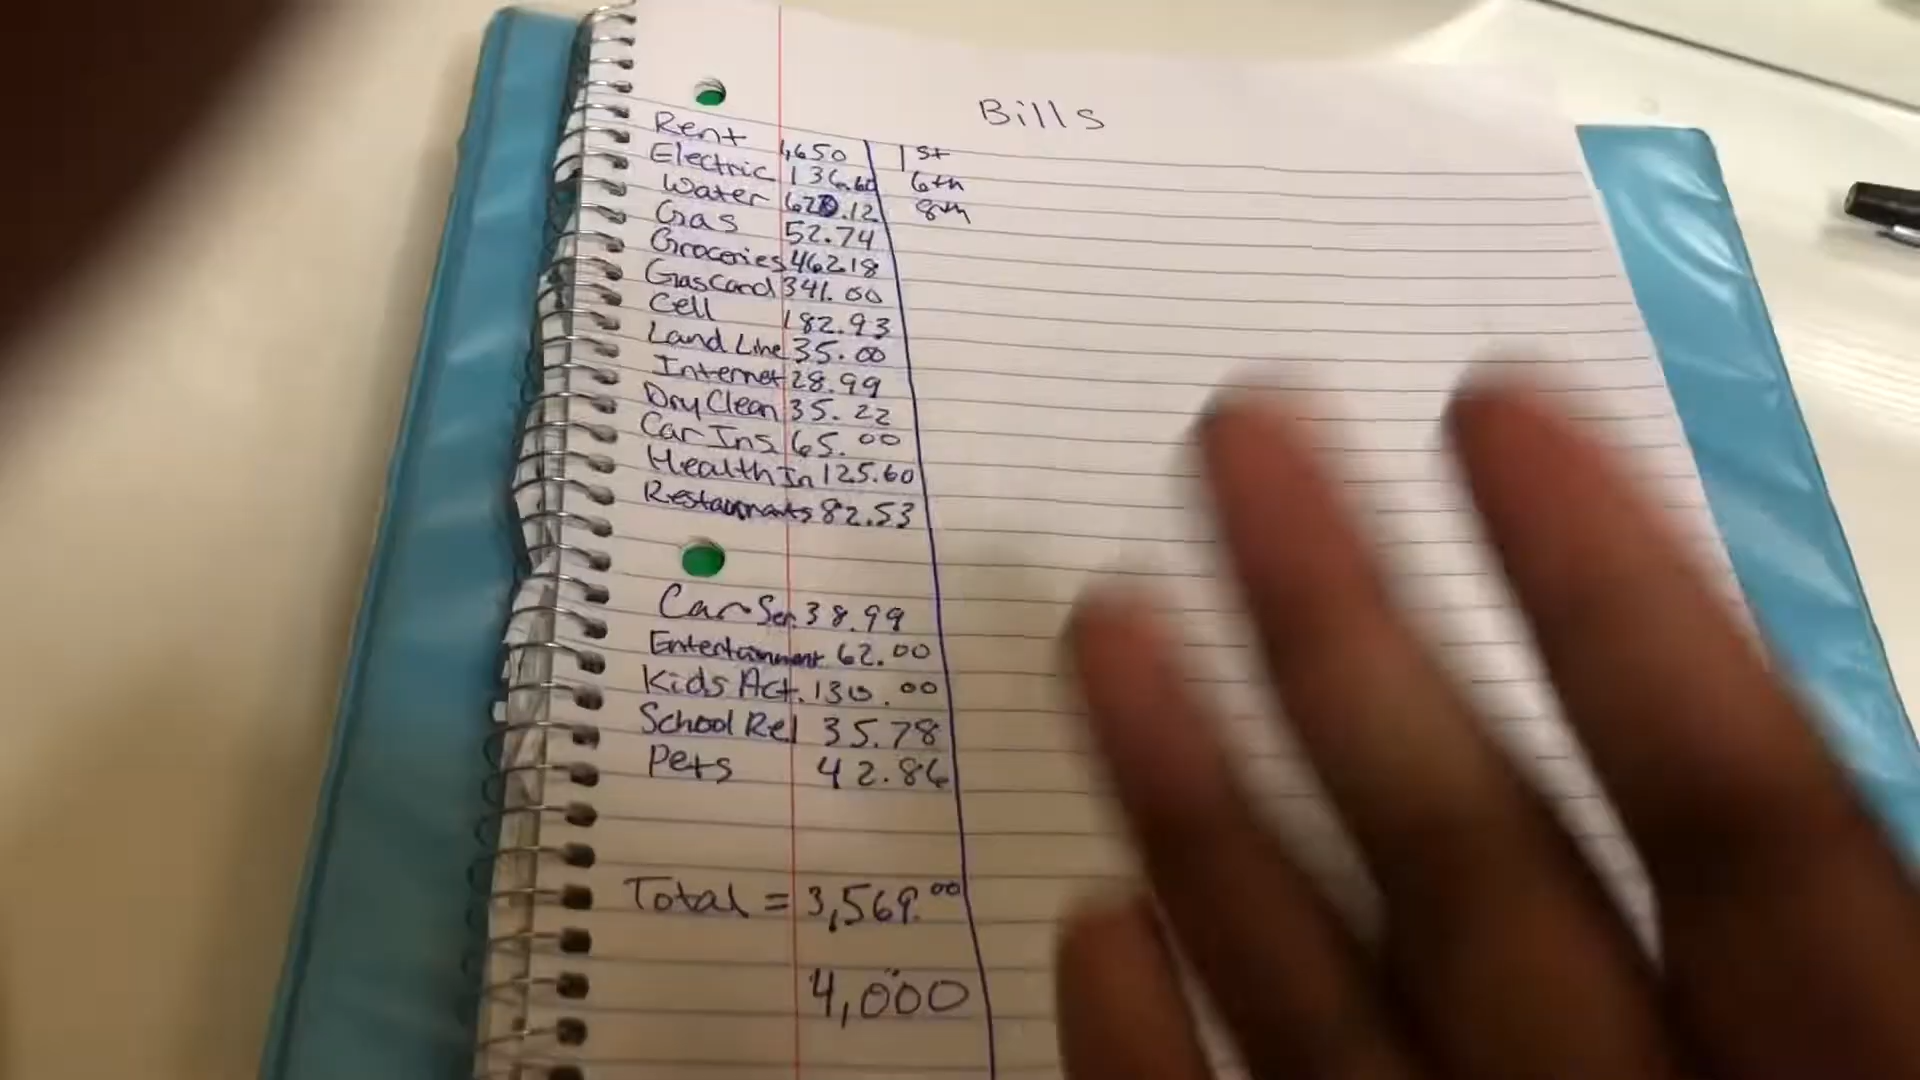 Bills
Rent 1,650 1st
Electric 136.60 6th
Water 62.12 8th
Gas 52.74
Groceries 462.18
Gas Card 341.00
Cell 182.93
Land Line 35.00
Internet 28.99
Dry Clean 35.22
Car Ins 65.00
Health In 125.60
Restaurants 82.53
Car Ser. 38.99
Entertainment 62.00
Kids Act. 130.00
School Rel 35.78
Pets 42.86
Total = 3,569.00
4,000